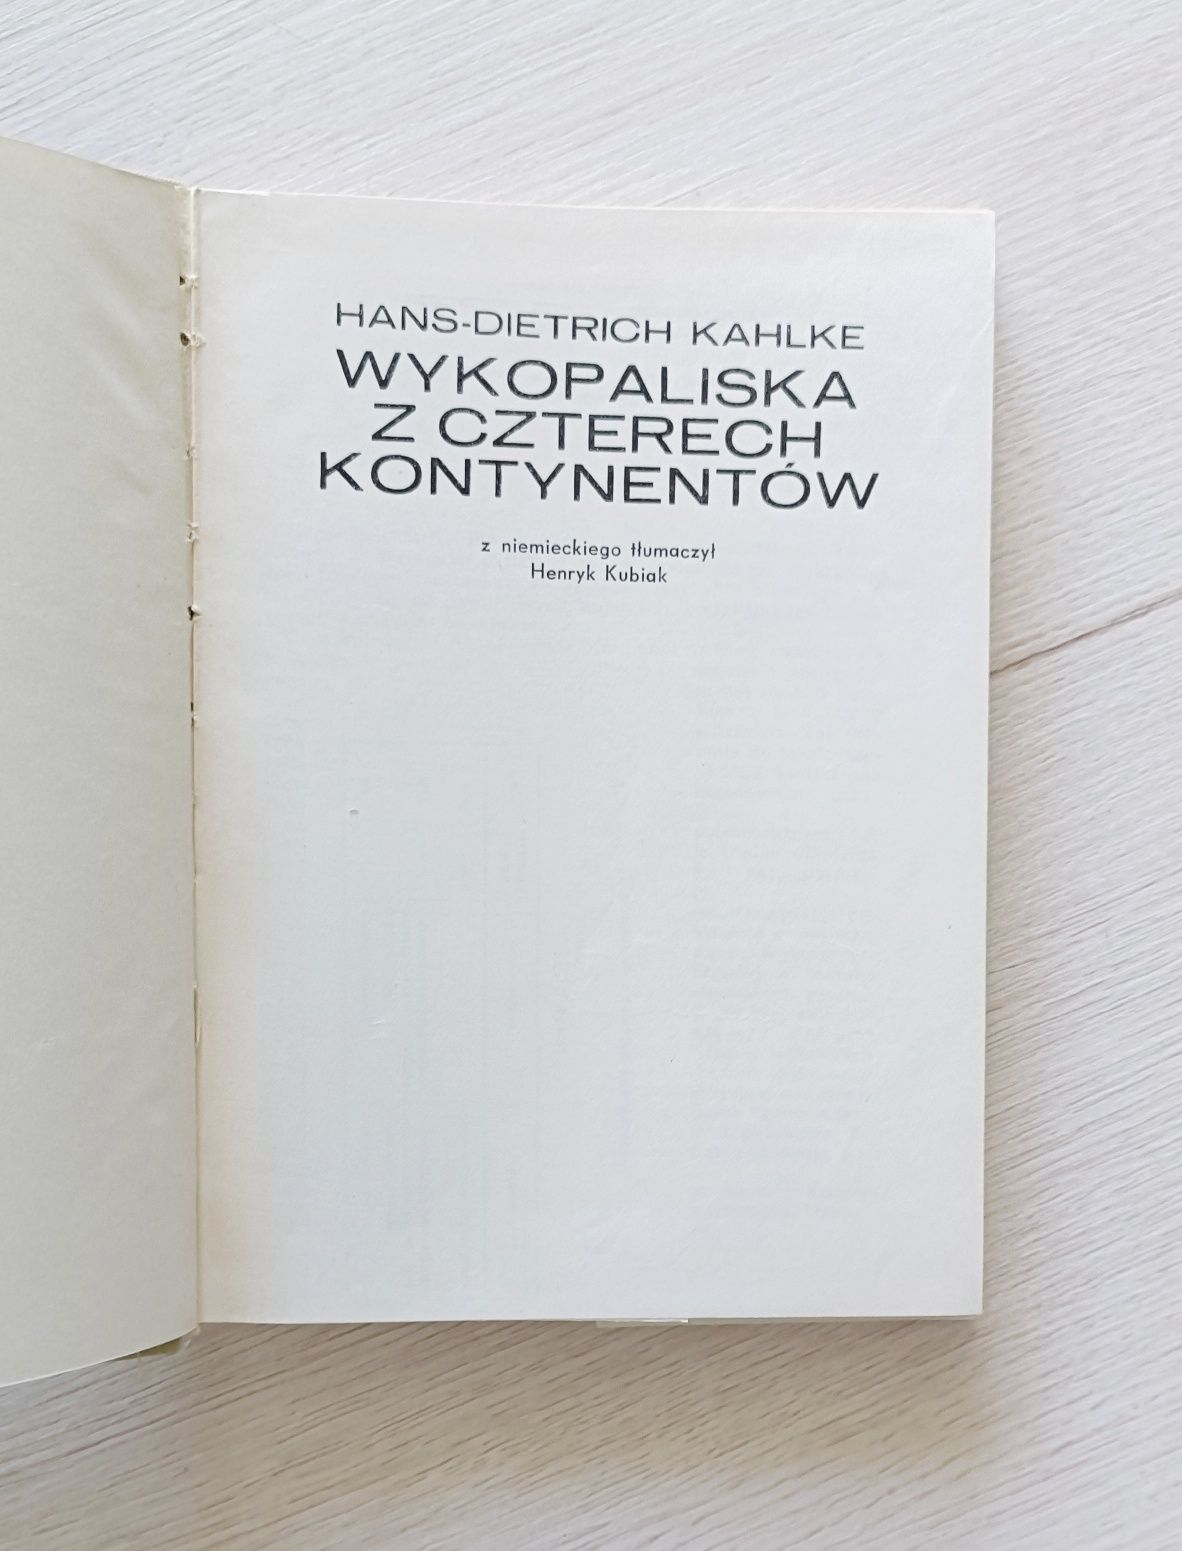 HANS-DIETRICH KAHLKE
WYKOPALISKA
Z CZTERECH
KONTYNENTÓW
z niemieckiego tłumaczył
Henryk Kubiak